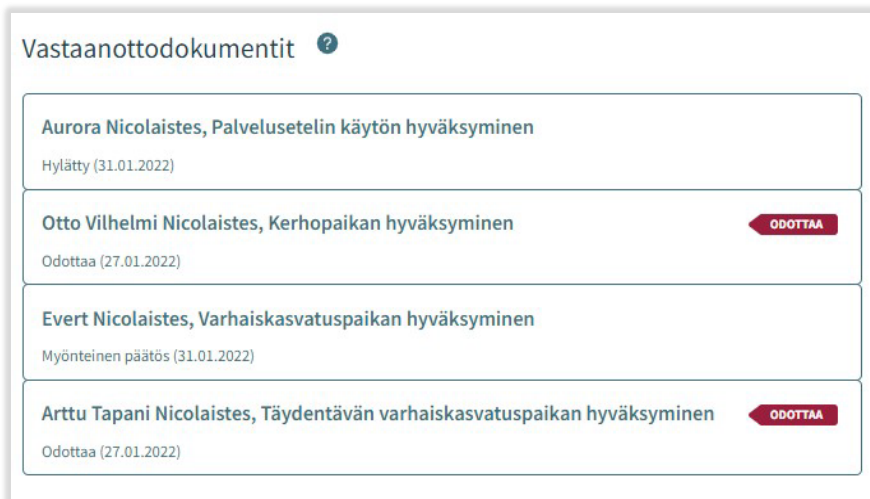 Vastaanottodokumentit ?
Aurora Nicolaistes, Palvelusetelin käytön hyväksyminen
Hylätty (31.01.2022)
Otto Vilhelmi Nicolaistes, Kerhopaikan hyväksyminen ODOTTAA
Odottaa (27.01.2022)
Evert Nicolaistes, Varhaiskasvatuspaikan hyväksyminen
Myönteinen päätös (31.01.2022)
Arttu Tapani Nicolaistes, Täydentävän varhaiskasvatuspaikan hyväksyminen ODOTTAA
Odottaa (27.01.2022)